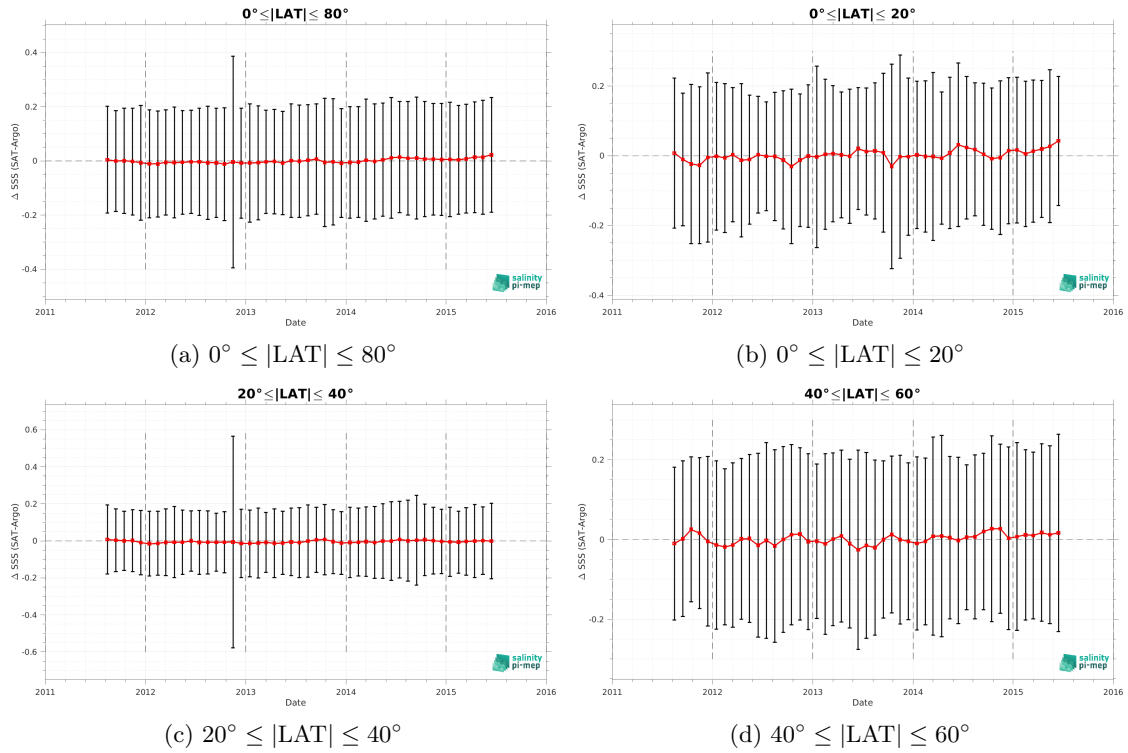 0°≤|LAT|≤ 80°
0.4
0.2
0
-0.2
-0.4
Δ SSS (SAT-Argo)
2011
2012
2013
2014
2015
2016
Date
salinity
pi-mep
(a) 0° ≤ |LAT| ≤ 80°
0°≤|LAT|≤ 20°
0.2
0
-0.2
-0.4
Δ SSS (SAT-Argo)
2011
2012
2013
2014
2015
2016
Date
salinity
pi-mep
(b) 0° ≤ |LAT| ≤ 20°
20°≤|LAT|≤ 40°
0.6
0.4
0.2
0
-0.2
-0.4
-0.6
Δ SSS (SAT-Argo)
2011
2012
2013
2014
2015
2016
Date
salinity
pi-mep
(c) 20° ≤ |LAT| ≤ 40°
40°≤|LAT|≤ 60°
0.2
0
-0.2
Δ SSS (SAT-Argo)
2011
2012
2013
2014
2015
2016
Date
salinity
pi-mep
(d) 40° ≤ |LAT| ≤ 60°